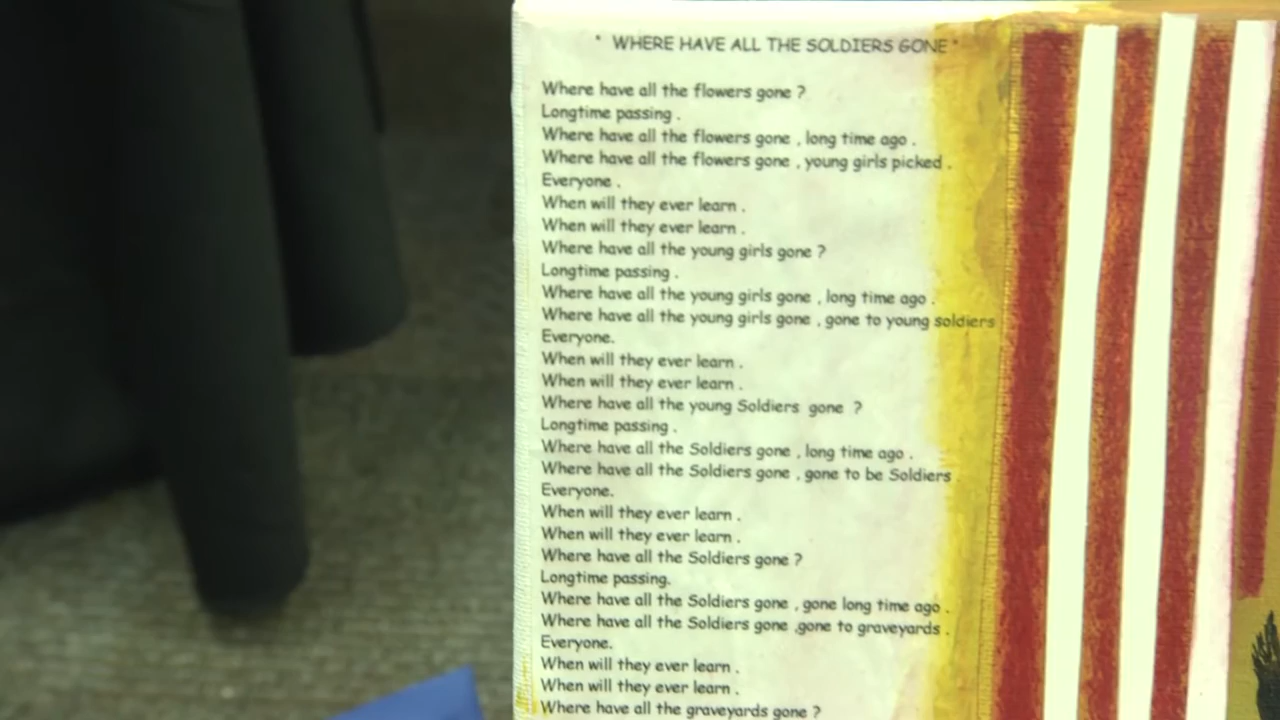 " WHERE HAVE ALL THE SOLDIERS GONE "
Where have all the flowers gone ?
Longtime passing .
Where have all the flowers gone , long time ago .
Where have all the flowers gone , young girls picked .
Everyone .
When will they ever learn .
When will they ever learn .
Where have all the young girls gone ?
Longtime passing .
Where have all the young girls gone , long time ago .
Where have all the young girls gone , gone to young soldiers
Everyone.
When will they ever learn .
When will they ever learn .
Where have all the young Soldiers gone ?
Longtime passing .
Where have all the Soldiers gone , long time ago .
Where have all the Soldiers gone , gone to be Soldiers
Everyone.
When will they ever learn .
When will they ever learn .
Where have all the Soldiers gone ?
Longtime passing.
Where have all the Soldiers gone , gone long time ago .
Where have all the Soldiers gone ,gone to graveyards .
Everyone.
When will they ever learn .
When will they ever learn .
Where have all the graveyards gone ?